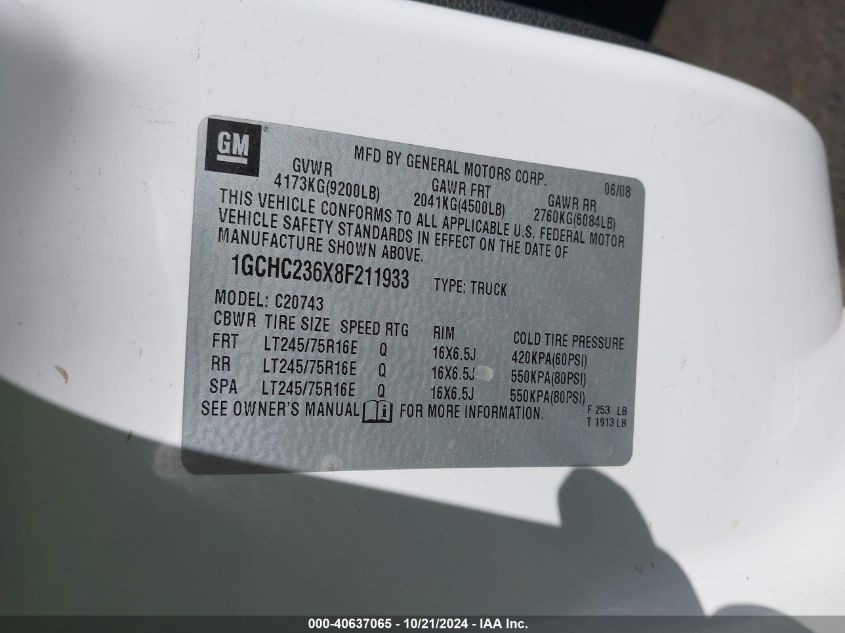 GM ®
MFD BY GENERAL MOTORS CORP. 06/08
GVWR GAWR FRT GAWR RR
4173KG(9200LB) 2041KG(4500LB) 2760KG(6084LB)
THIS VEHICLE CONFORMS TO ALL APPLICABLE U.S. FEDERAL MOTOR
VEHICLE SAFETY STANDARDS IN EFFECT ON THE DATE OF
MANUFACTURE SHOWN ABOVE.
1GCHC236X8F211933 TYPE: TRUCK
MODEL: C20743
CBWR TIRE SIZE SPEED RTG RIM COLD TIRE PRESSURE
FRT LT245/75R16E Q 16X6.5J 420KPA(60PSI)
RR LT245/75R16E Q 16X6.5J 550KPA(80PSI)
SPA LT245/75R16E Q 16X6.5J 550KPA(80PSI)
SEE OWNER'S MANUAL i FOR MORE INFORMATION. F 253 LB
T 1913 LB
000-40637065 - 10/21/2024 - IAA Inc.